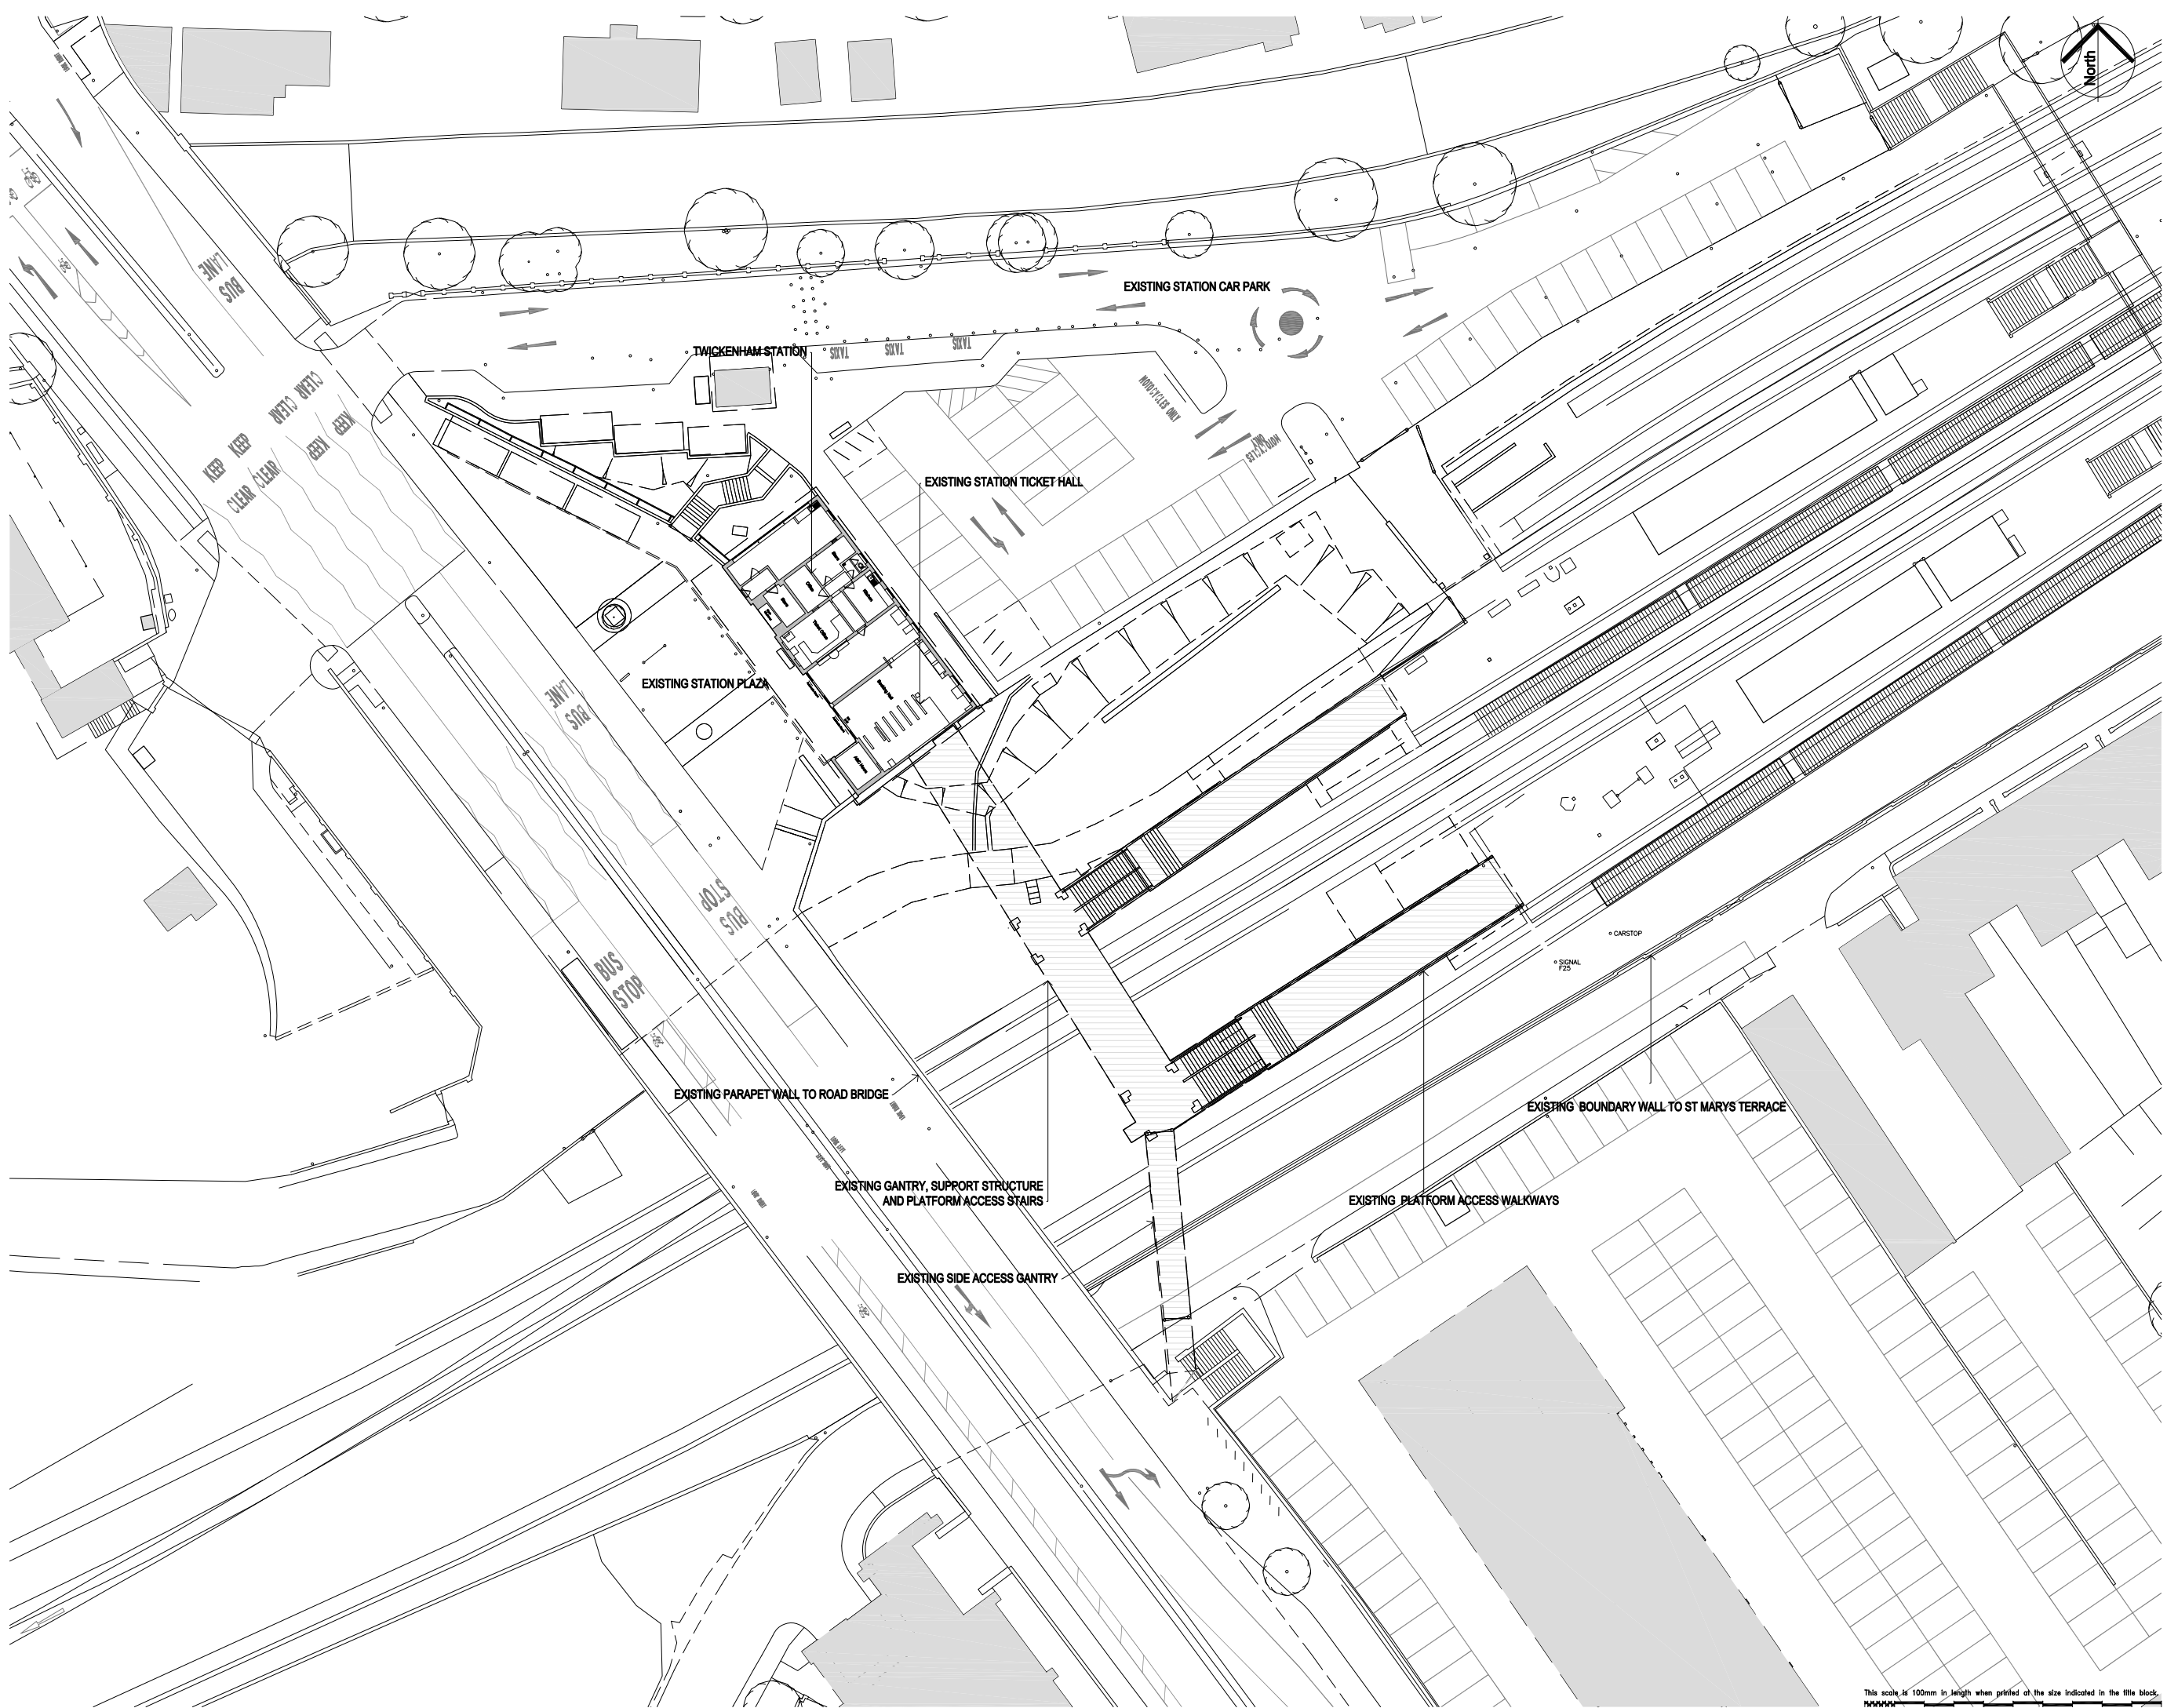 North
BUS
LANE
EXISTING STATION CAR PARK
TWICKENHAM STATION
TAXIS
TAXIS
TAXIS
MOTOCYCLES ONLY
MOTOCYCLES
ONLY
KEEP
CLEAR
KEEP
CLEAR
KEEP
CLEAR
KEEP
CLEAR
EXISTING STATION TICKET HALL
EXISTING STATION PLAZA
BUS
LANE
BUS
STOP
BUS
STOP
CARSTOP
SIGNAL
F25
EXISTING PARAPET WALL TO ROAD BRIDGE
EXISTING BOUNDARY WALL TO ST MARYS TERRACE
EXISTING GANTRY, SUPPORT STRUCTURE
AND PLATFORM ACCESS STAIRS
EXISTING PLATFORM ACCESS WALKWAYS
EXISTING SIDE ACCESS GANTRY
This scale is 100mm in length when printed at the size indicated in the title block.